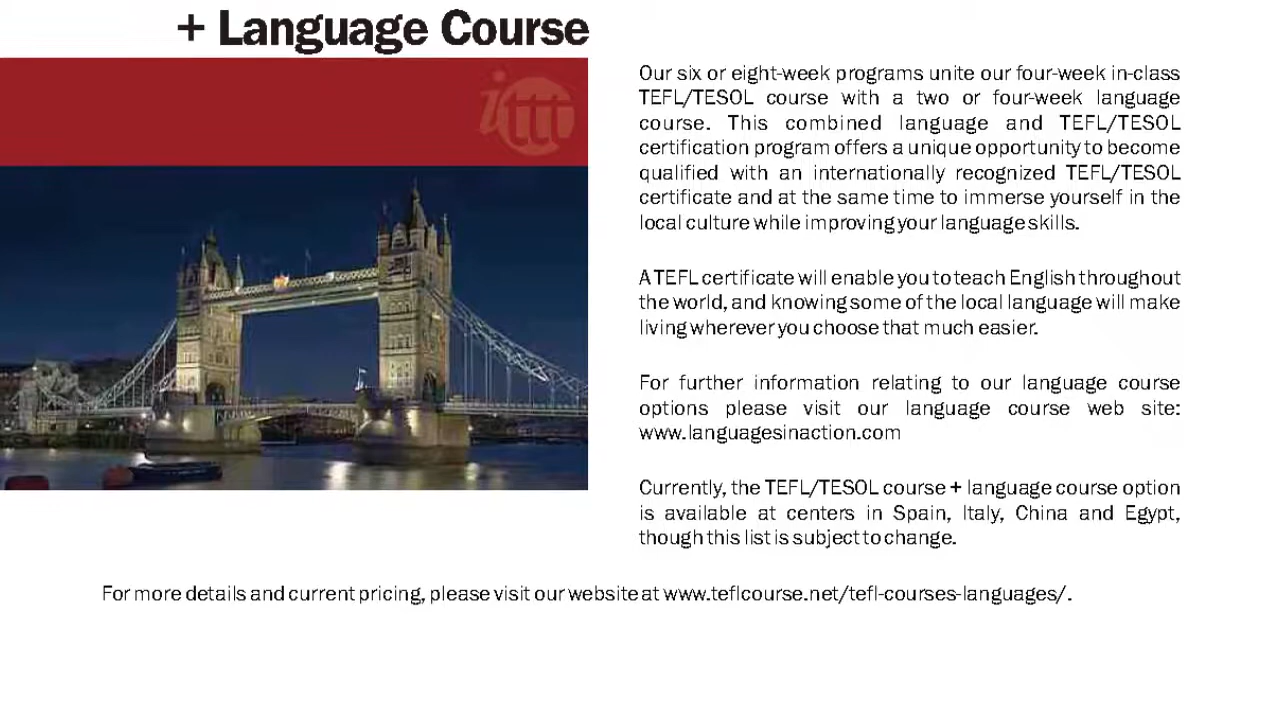 + Language Course
ittt
Our six or eight-week programs unite our four-week in-class
TEFL/TESOL course with a two or four-week language
course. This combined language and TEFL/TESOL
certification program offers a unique opportunity to become
qualified with an internationally recognized TEFL/TESOL
certificate and at the same time to immerse yourself in the
local culture while improving your language skills.
A TEFL certificate will enable you to teach English throughout
the world, and knowing some of the local language will make
living wherever you choose that much easier.
For further information relating to our language course
options please visit our language course web site:
www.languagesinaction.com
Currently, the TEFL/TESOL course + language course option
is available at centers in Spain, Italy, China and Egypt,
though this list is subject to change.
For more details and current pricing, please visit our website at www.teflcourse.net/tefl-courses-languages/.